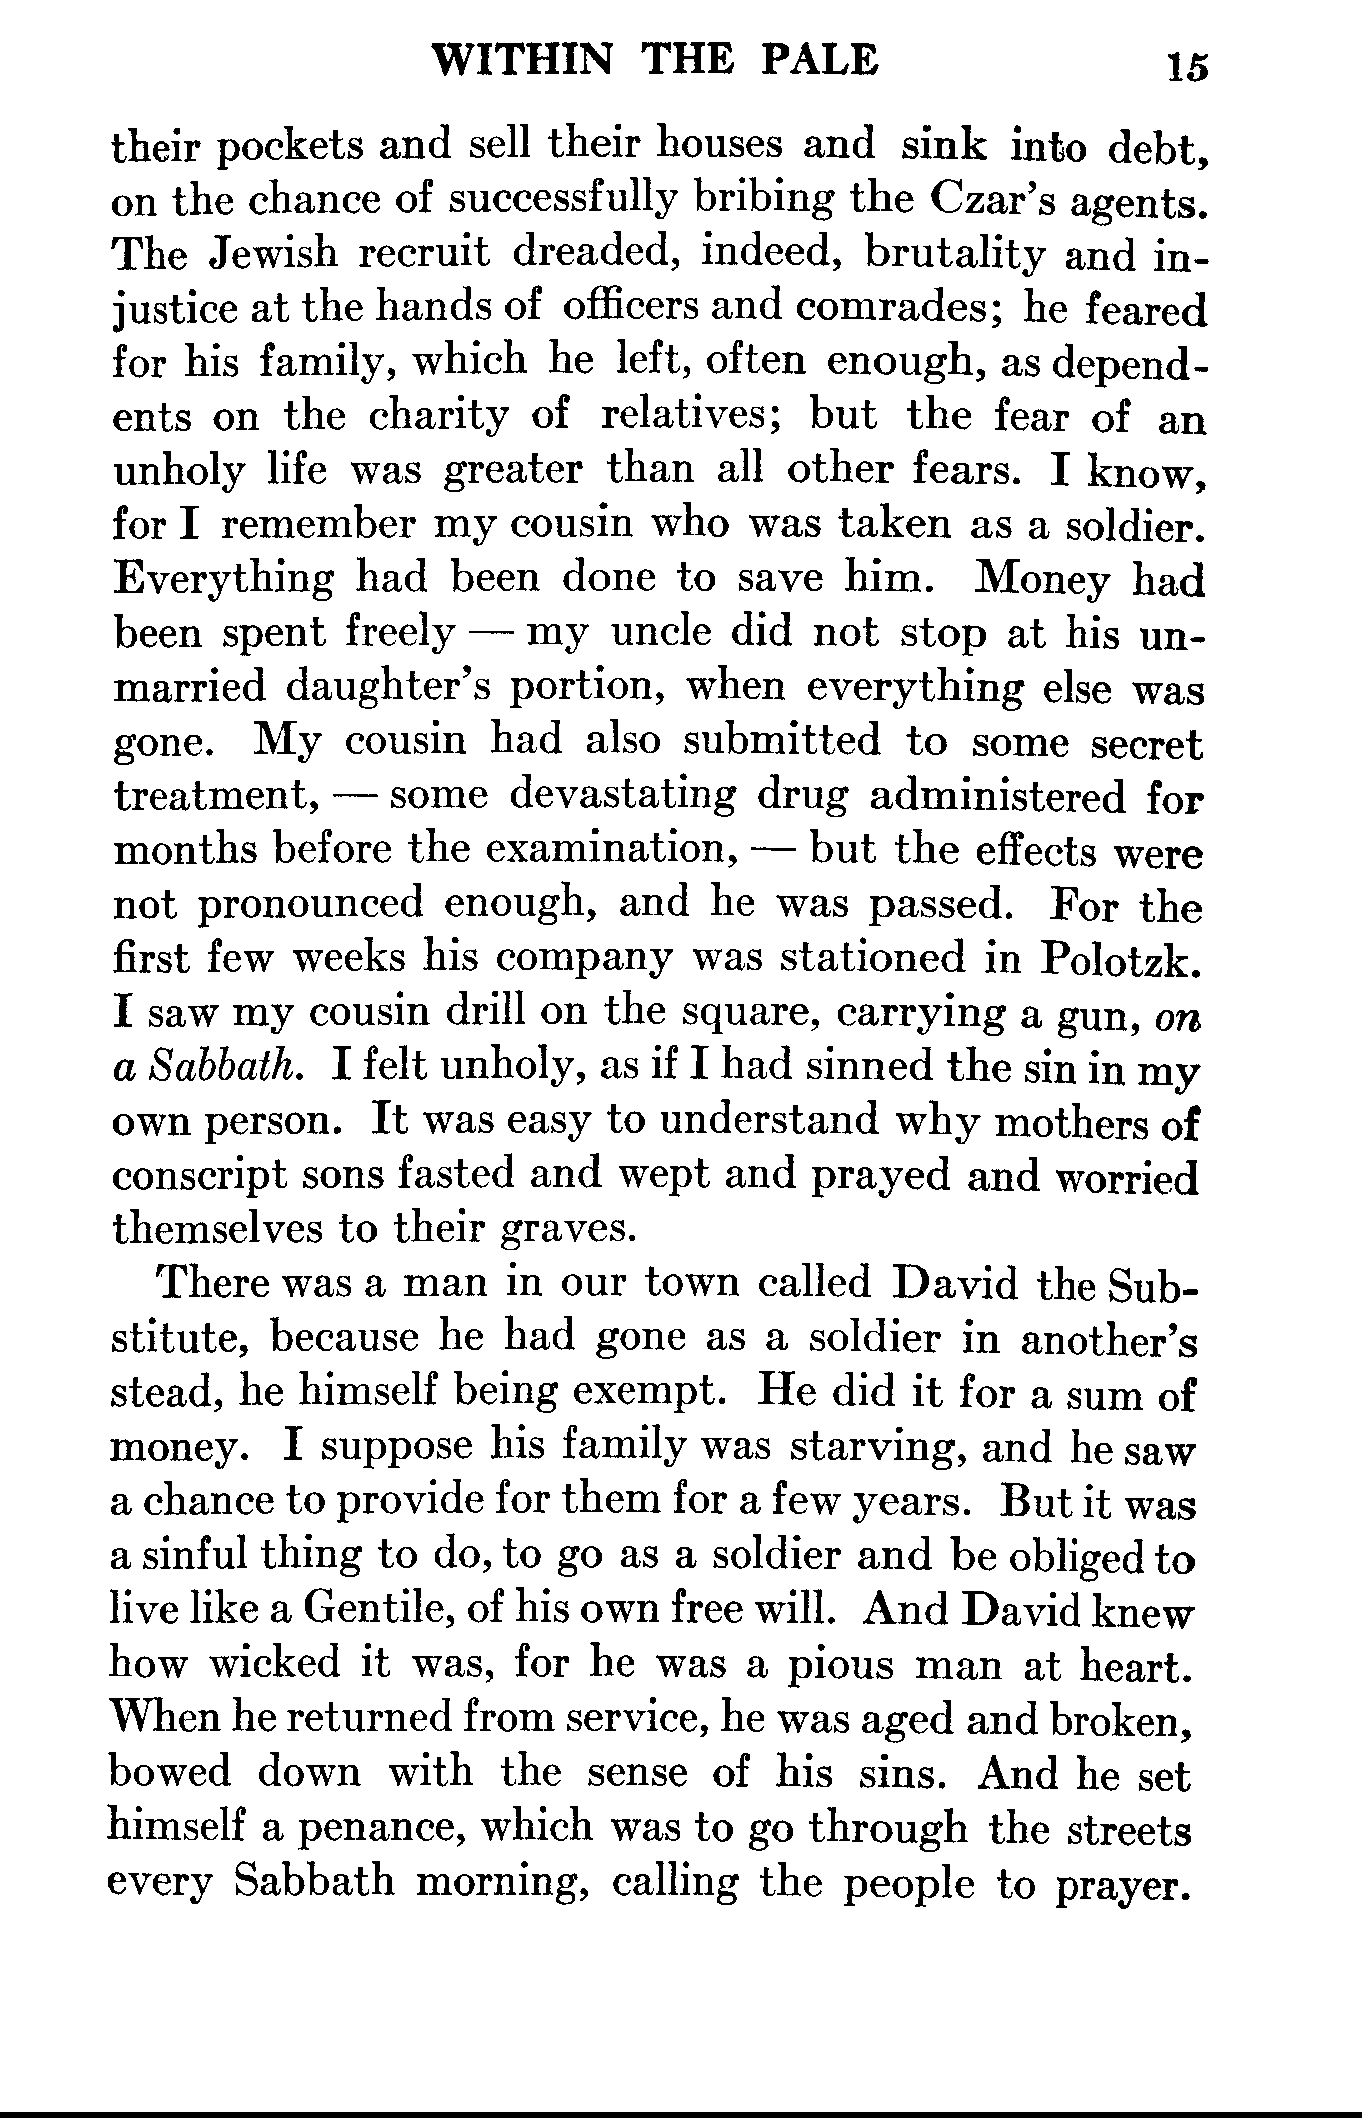 WITHIN THE PALE 15
their pockets and sell their houses and sink into debt,
on the chance of successfully bribing the Czar's agents.
The Jewish recruit dreaded, indeed, brutality and in-
justice at the hands of officers and comrades; he feared
for his family, which he left, often enough, as depend-
ents on the charity of relatives; but the fear of an
unholy life was greater than all other fears. I know,
for I remember my cousin who was taken as a soldier.
Everything had been done to save him. Money had
been spent freely — my uncle did not stop at his un-
married daughter's portion, when everything else was
gone. My cousin had also submitted to some secret
treatment, — some devastating drug administered for
months before the examination, — but the effects were
not pronounced enough, and he was passed. For the
first few weeks his company was stationed in Polotzk.
I saw my cousin drill on the square, carrying a gun, on
a Sabbath. I felt unholy, as if I had sinned the sin in my
own person. It was easy to understand why mothers of
conscript sons fasted and wept and prayed and worried
themselves to their graves.
There was a man in our town called David the Sub-
stitute, because he had gone as a soldier in another's
stead, he himself being exempt. He did it for a sum of
money. I suppose his family was starving, and he saw
a chance to provide for them for a few years. But it was
a sinful thing to do, to go as a soldier and be obliged to
live like a Gentile, of his own free will. And David knew
how wicked it was, for he was a pious man at heart.
When he returned from service, he was aged and broken,
bowed down with the sense of his sins. And he set
himself a penance, which was to go through the streets
every Sabbath morning, calling the people to prayer.